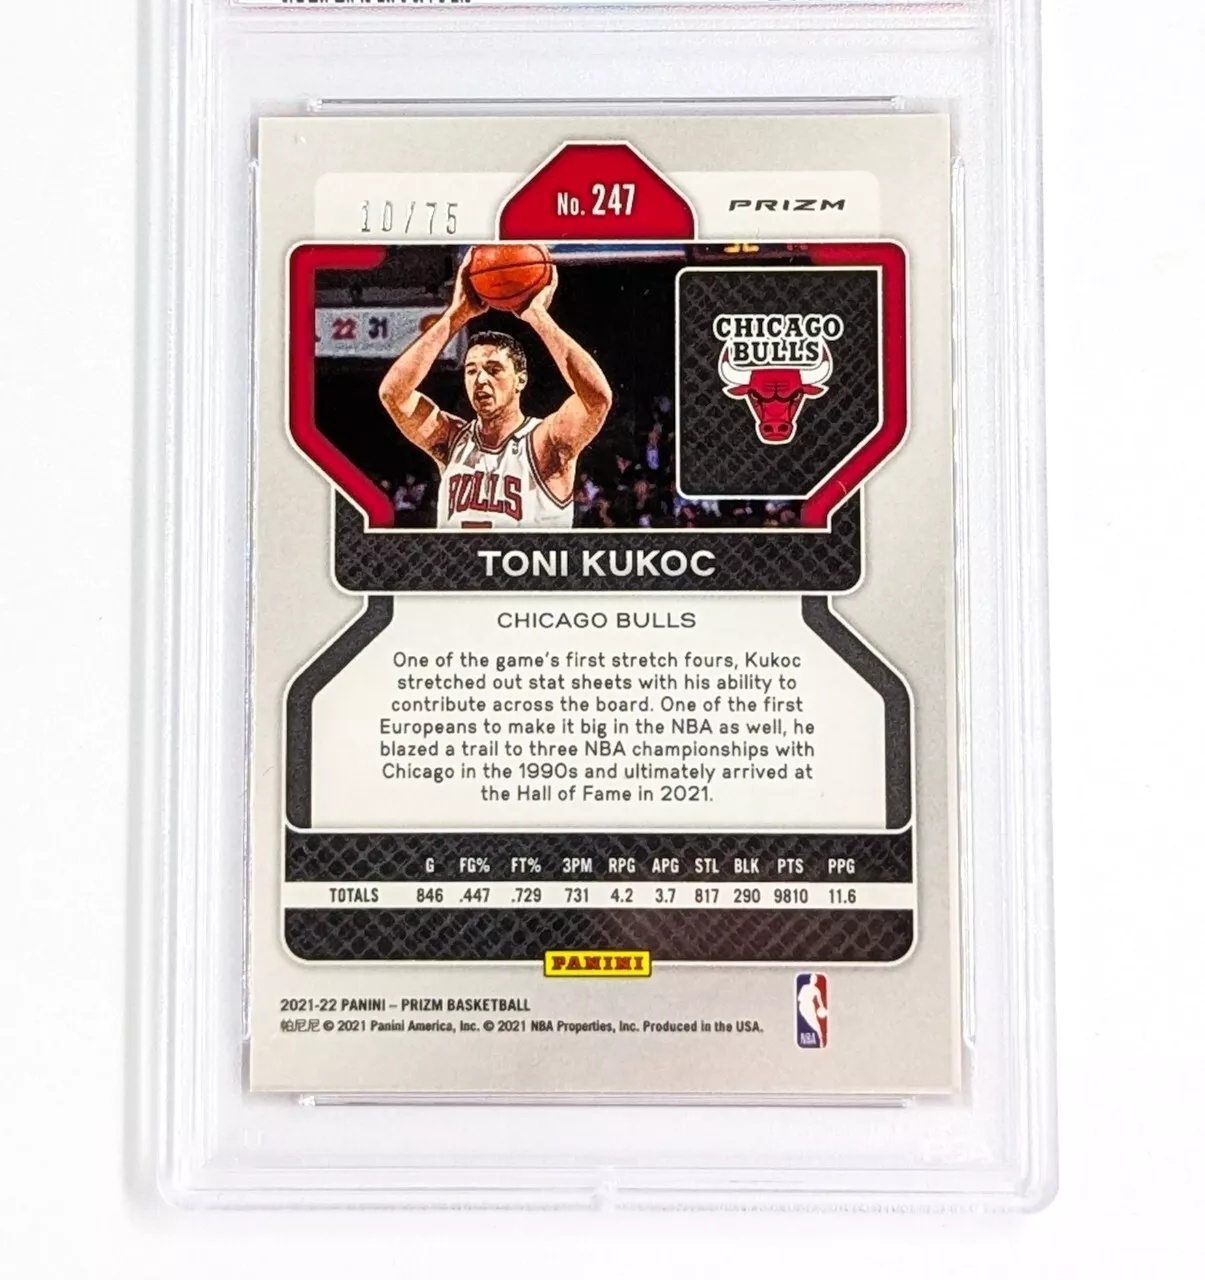 10/75
No. 247
PRIZM
22 31
CHICAGO
BULLS
BULLS
TONI KUKOC
CHICAGO BULLS
One of the game's first stretch fours, Kukoc
stretched out stat sheets with his ability to
contribute across the board. One of the first
Europeans to make it big in the NBA as well, he
blazed a trail to three NBA championships with
Chicago in the 1990s and ultimately arrived at
the Hall of Fame in 2021.
G FG% FT% 3PM RPG APG STL BLK PTS PPG
TOTALS 846 .447 .729 731 4.2 3.7 817 290 9810 11.6
PANINI
2021-22 PANINI – PRIZM BASKETBALL
帕尼尼 © 2021 Panini America, Inc. © 2021 NBA Properties, Inc. Produced in the USA.
NBA